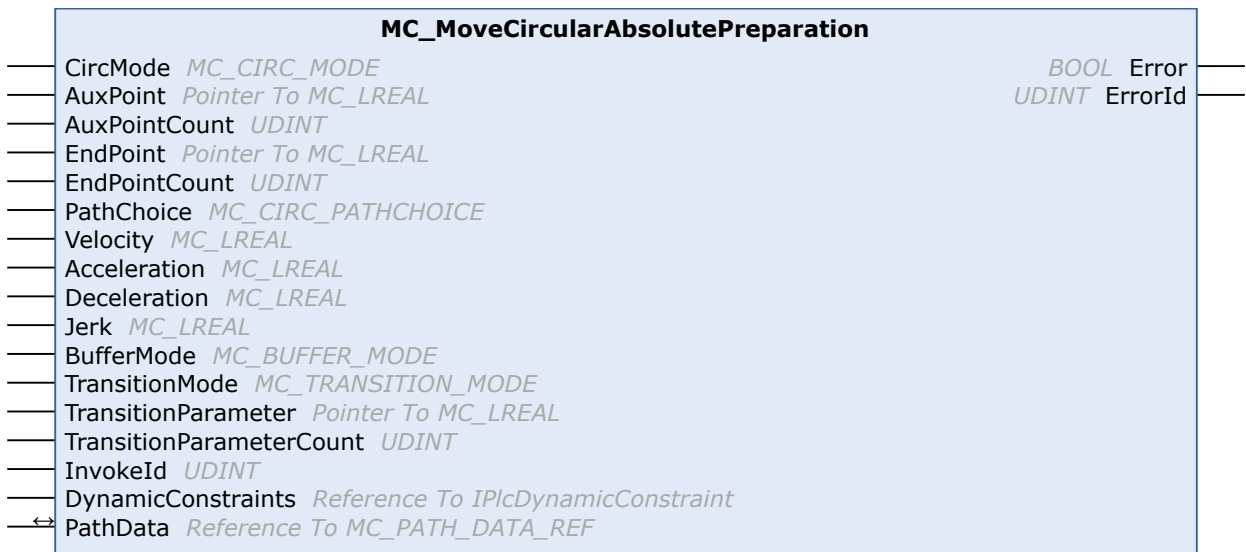 MC_MoveCircularAbsolutePreparation
CircMode MC_CIRC_MODE BOOL Error
AuxPoint Pointer To MC_LREAL UDINT ErrorId
AuxPointCount UDINT
EndPoint Pointer To MC_LREAL
EndPointCount UDINT
PathChoice MC_CIRC_PATHCHOICE
Velocity MC_LREAL
Acceleration MC_LREAL
Deceleration MC_LREAL
Jerk MC_LREAL
BufferMode MC_BUFFER_MODE
TransitionMode MC_TRANSITION_MODE
TransitionParameter Pointer To MC_LREAL
TransitionParameterCount UDINT
InvokeId UDINT
DynamicConstraints Reference To IPlcDynamicConstraint
↔ PathData Reference To MC_PATH_DATA_REF